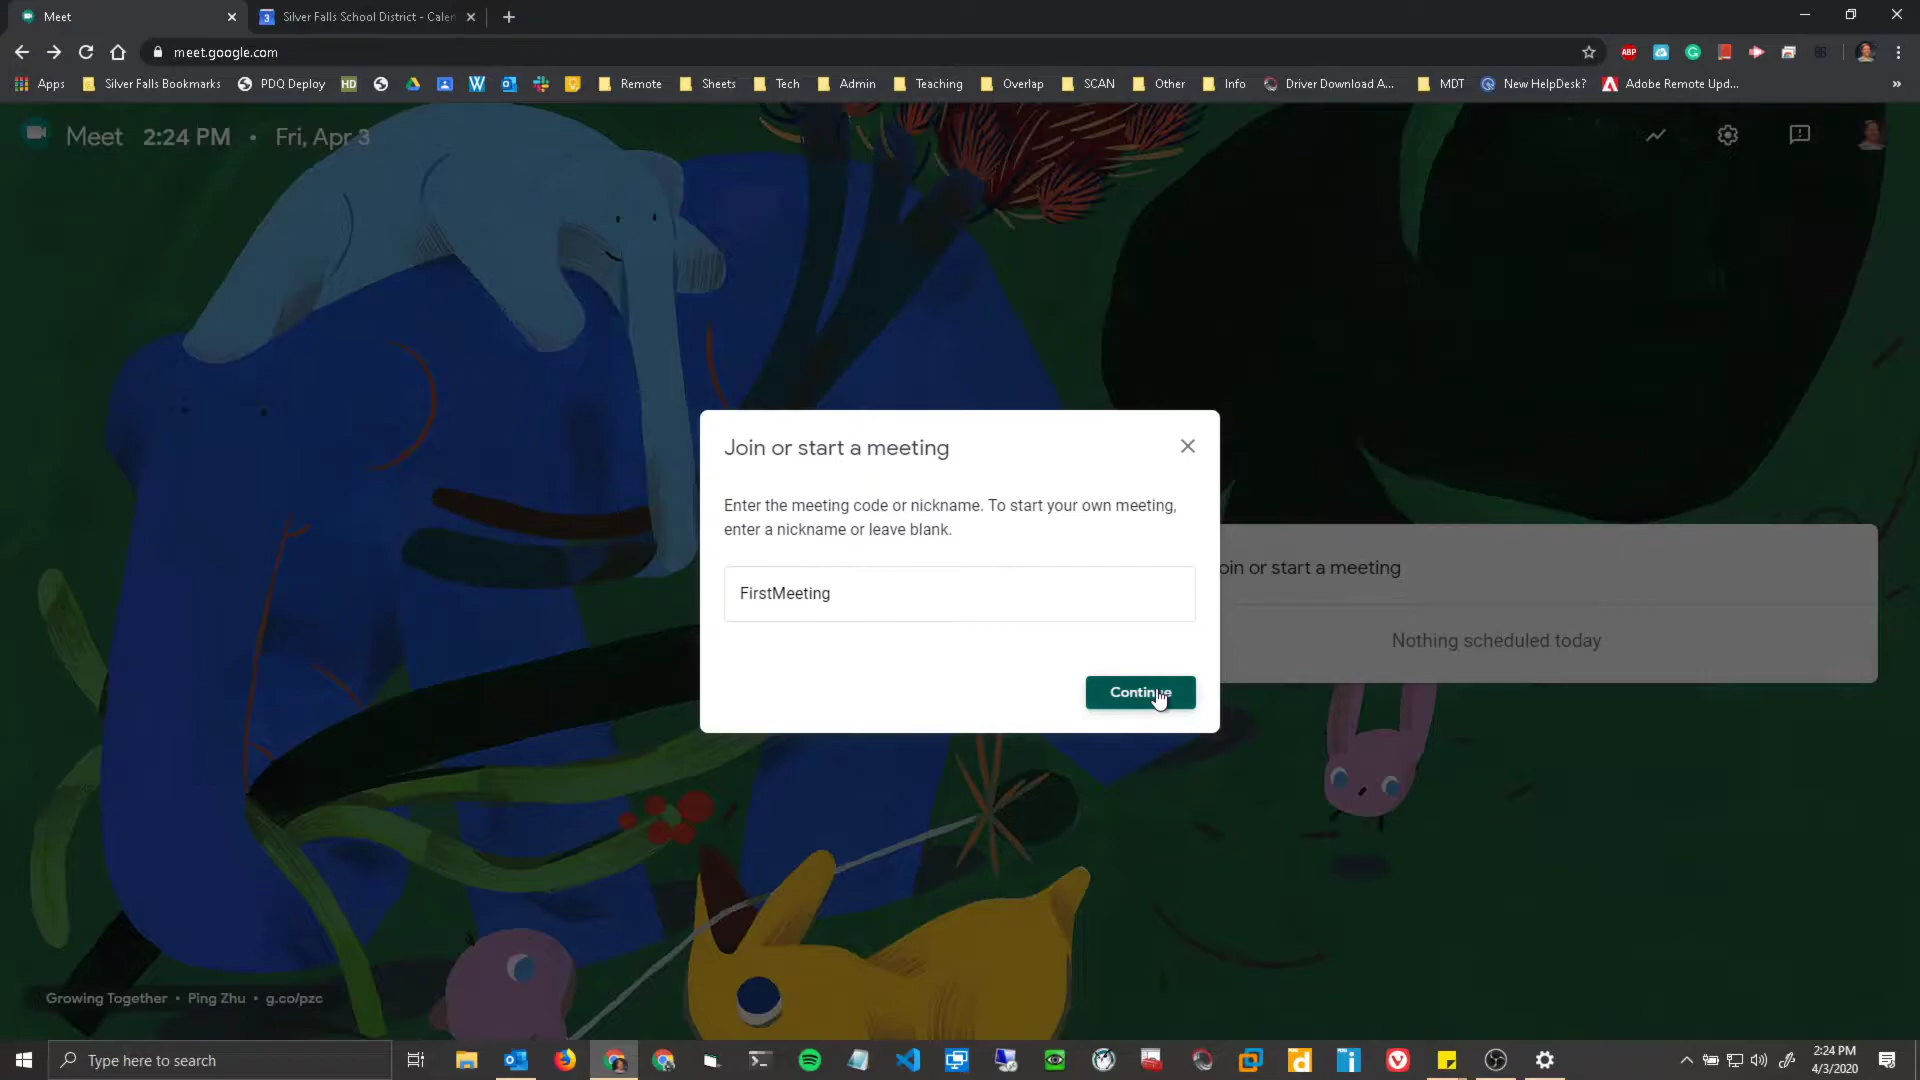 Meet
Silver Falls School District - Calen
meet.google.com
Apps
Silver Falls Bookmarks
PDQ Deploy
HD
Remote
Sheets
Tech
Admin
Teaching
Overlap
SCAN
Other
Info
Driver Download A...
MDT
New HelpDesk?
Adobe Remote Upd...
»
ABP
Meet 2:24 PM • Fri, Apr 3
Join or start a meeting
Enter the meeting code or nickname. To start your own meeting,
enter a nickname or leave blank.
FirstMeeting
Continue
oin or start a meeting
Nothing scheduled today
Growing Together • Ping Zhu • g.co/pzc
Type here to search
2:24 PM
4/3/2020